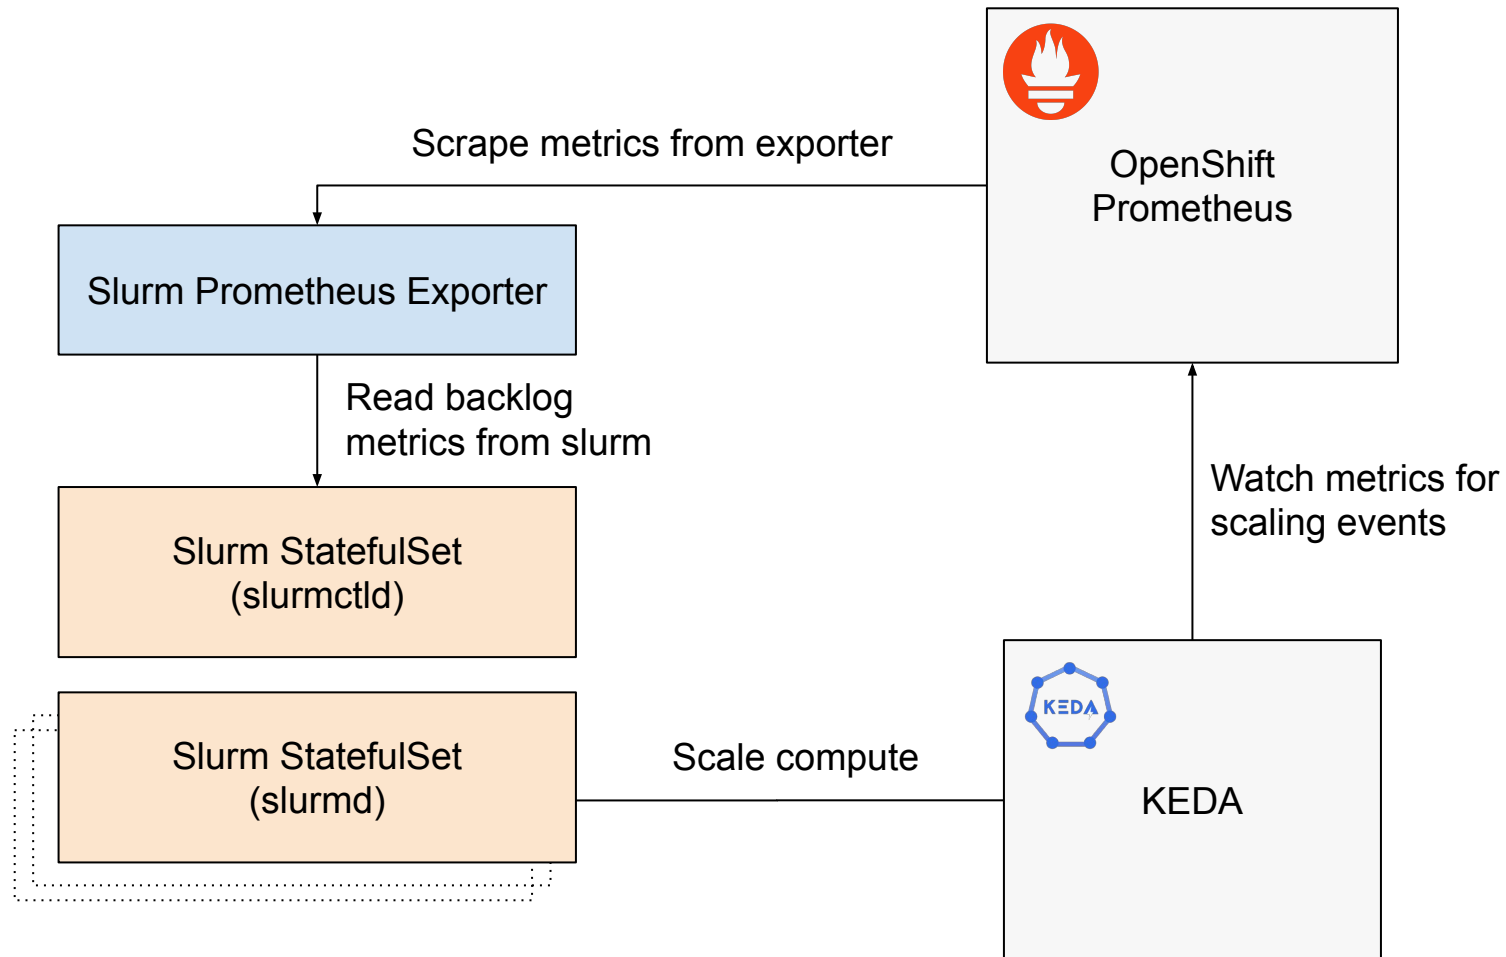 Scrape metrics from exporter
OpenShift
Prometheus
Slurm Prometheus Exporter
Read backlog
metrics from slurm
Watch metrics for
scaling events
Slurm StatefulSet
(slurmctld)
Slurm StatefulSet
(slurmd)
Scale compute
KEDA
KEDA